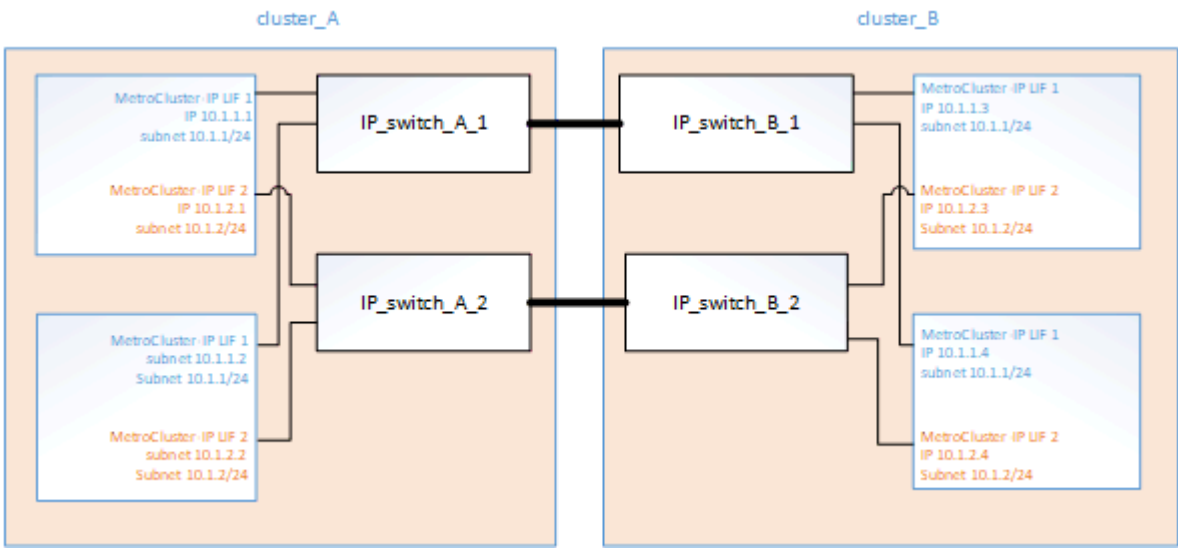 cluster_A
cluster_B
MetroCluster-IP LIF 1
IP 10.1.1.1
subnet 10.1.1/24
MetroCluster-IP LIF 2
IP 10.1.2.1
subnet 10.1.2/24
IP_switch_A_1
IP_switch_B_1
MetroCluster-IP LIF 1
IP 10.1.1.3
subnet 10.1.1/24
MetroCluster-IP LIF 2
IP 10.1.2.3
Subnet 10.1.2/24
MetroCluster-IP LIF 1
subnet 10.1.1.2
Subnet 10.1.1/24
MetroCluster-IP LIF 2
subnet 10.1.2.2
Subnet 10.1.2/24
IP_switch_A_2
IP_switch_B_2
MetroCluster-IP LIF 1
IP 10.1.1.4
subnet 10.1.1/24
MetroCluster-IP LIF 2
IP 10.1.2.4
Subnet 10.1.2/24